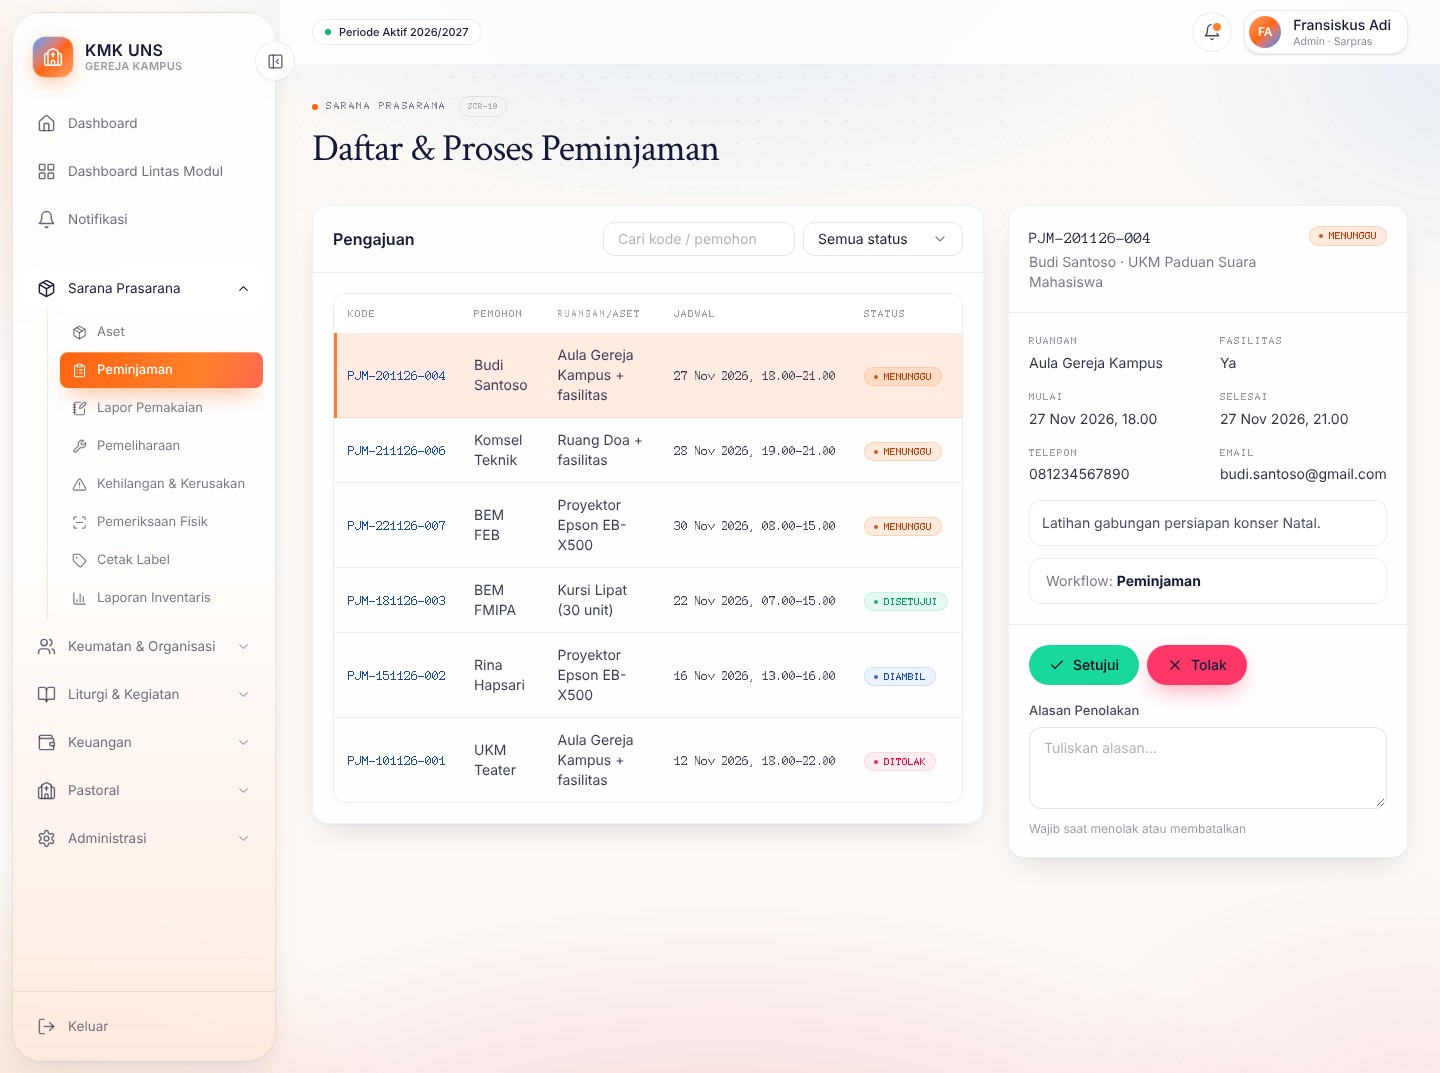 KMK UNS
GEREJA KAMPUS
Dashboard
Dashboard Lintas Modul
Notifikasi
Sarana Prasarana
Aset
Peminjaman
Lapor Pemakaian
Pemeliharaan
Kehilangan & Kerusakan
Pemeriksaan Fisik
Cetak Label
Laporan Inventaris
Keumatan & Organisasi
Liturgi & Kegiatan
Keuangan
Pastoral
Administrasi
Keluar
Periode Aktif 2026/2027
FA
Fransiskus Adi
Admin · Sarpras
SARANA PRASARANA SCR-10
Daftar & Proses Peminjaman
Pengajuan
Cari kode / pemohon
Semua status
KODE PEMOHON RUANGAN/ASET JADWAL STATUS
PJM-201126-004 Budi Santoso Aula Gereja Kampus + fasilitas 27 Nov 2026, 18.00–21.00 MENUNGGU
PJM-211126-006 Komsel Teknik Ruang Doa + fasilitas 28 Nov 2026, 19.00–21.00 MENUNGGU
PJM-221126-007 BEM FEB Proyektor Epson EB-X500 30 Nov 2026, 08.00–15.00 MENUNGGU
PJM-181126-003 BEM FMIPA Kursi Lipat (30 unit) 22 Nov 2026, 07.00–15.00 DISETUJUI
PJM-151126-002 Rina Hapsari Proyektor Epson EB-X500 16 Nov 2026, 13.00–16.00 DIAMBIL
PJM-101126-001 UKM Teater Aula Gereja Kampus + fasilitas 12 Nov 2026, 18.00–22.00 DITOLAK
PJM-201126-004
MENUNGGU
Budi Santoso · UKM Paduan Suara
Mahasiswa
RUANGAN FASILITAS
Aula Gereja Kampus Ya
MULAI SELESAI
27 Nov 2026, 18.00 27 Nov 2026, 21.00
TELEPON EMAIL
081234567890 budi.santoso@gmail.com
Latihan gabungan persiapan konser Natal.
Workflow: Peminjaman
Setujui
Tolak
Alasan Penolakan
Tuliskan alasan...
Wajib saat menolak atau membatalkan